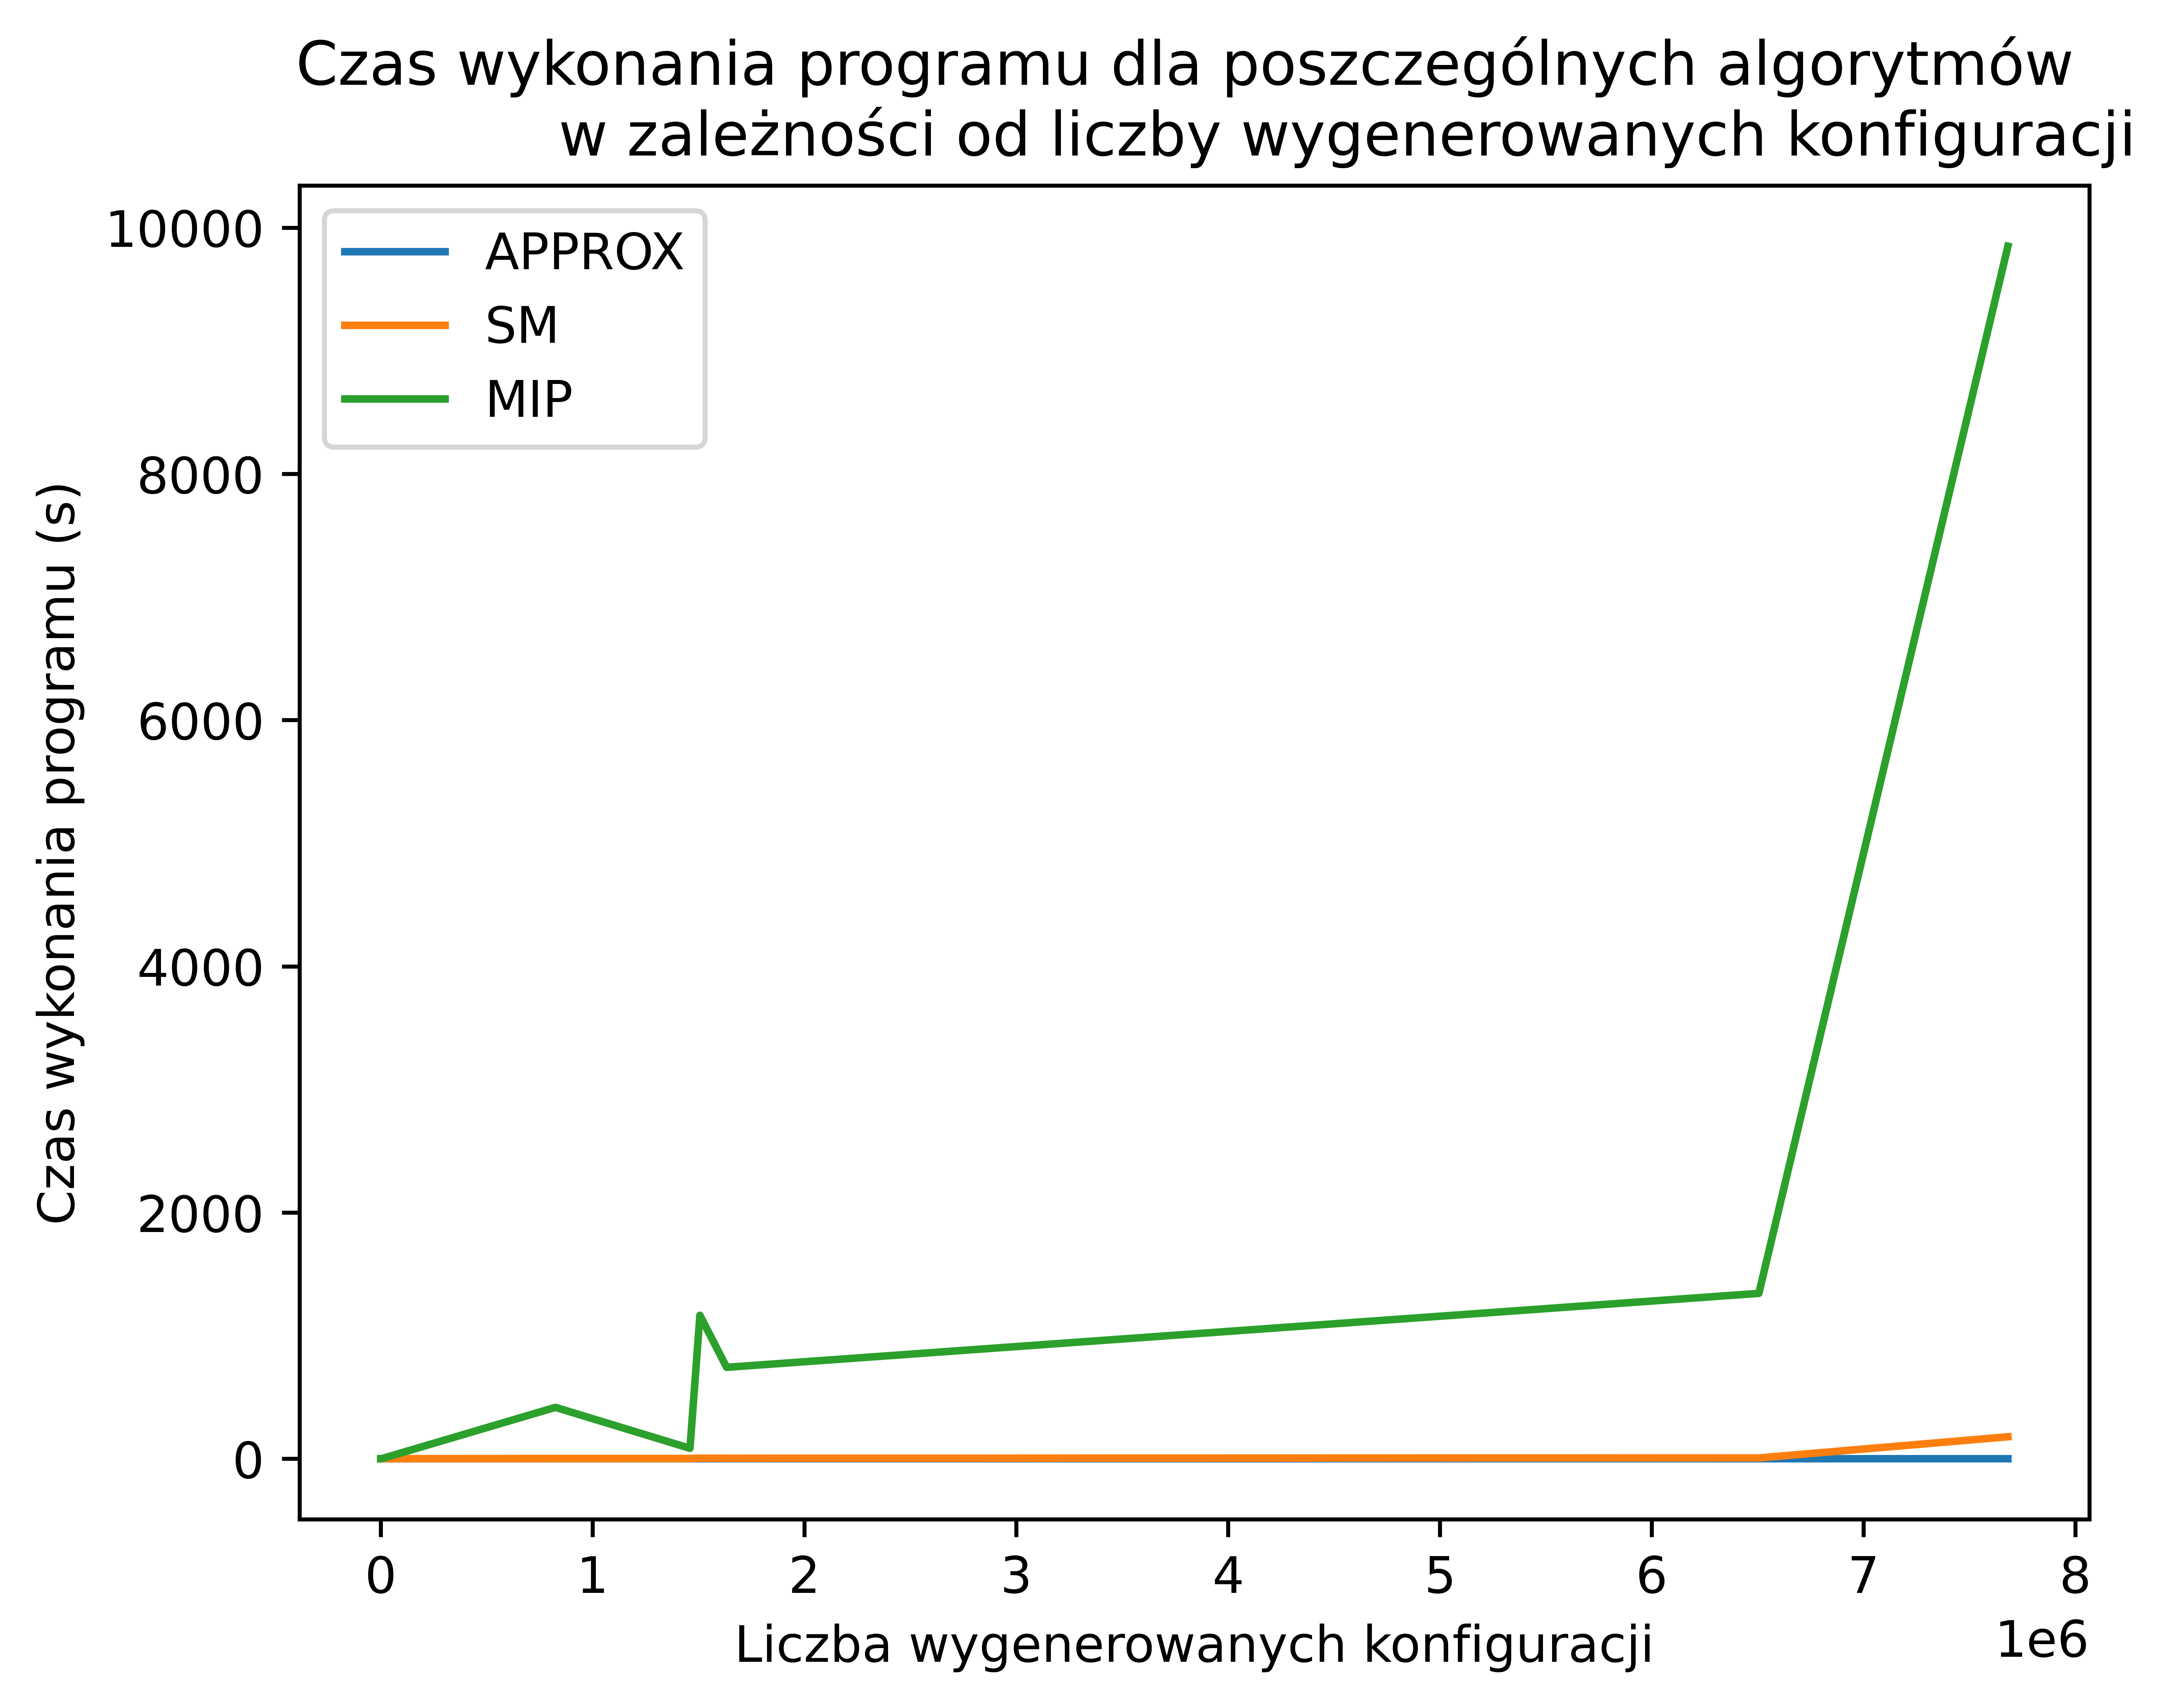 Czas wykonania programu dla poszczególnych algorytmów
w zależności od liczby wygenerowanych konfiguracji
APPROX
SM
MIP
Czas wykonania programu (s)
10000
8000
6000
4000
2000
0
0 1 2 3 4 5 6 7 8
1e6
Liczba wygenerowanych konfiguracji